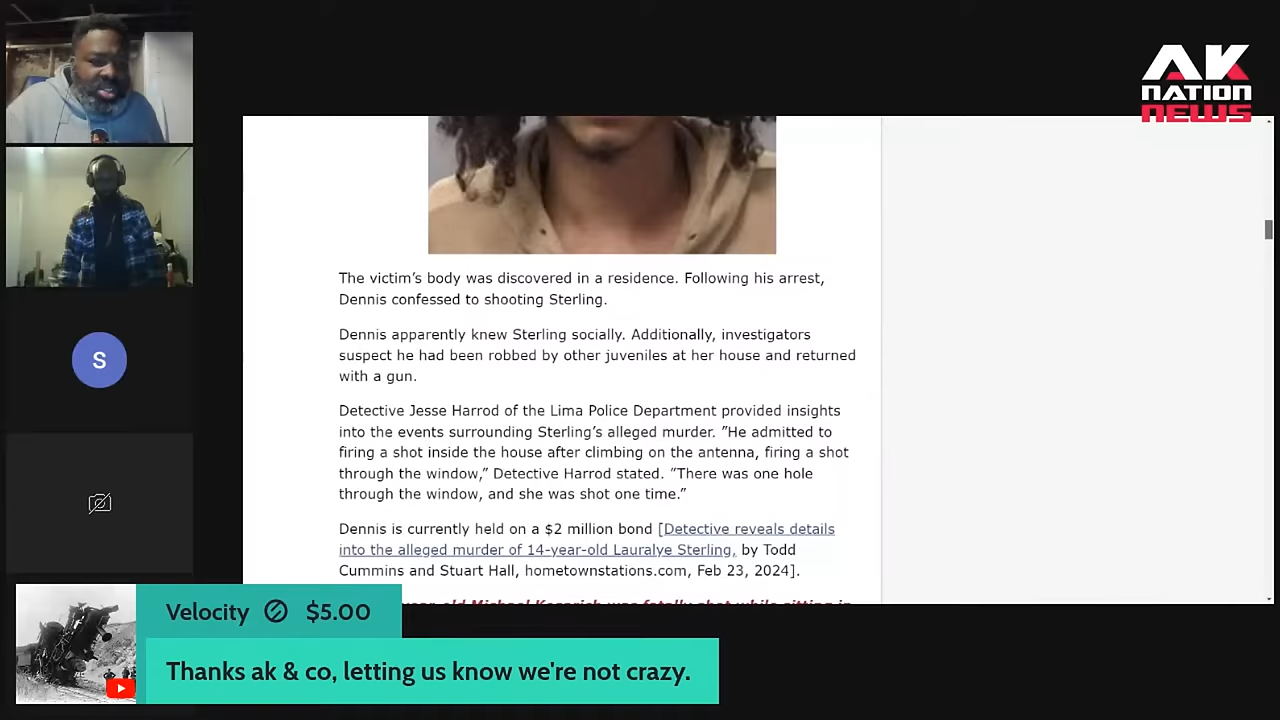 AK
NATION
NEWS
The victim's body was discovered in a residence. Following his arrest,
Dennis confessed to shooting Sterling.
Dennis apparently knew Sterling socially. Additionally, investigators
suspect he had been robbed by other juveniles at her house and returned
with a gun.
Detective Jesse Harrod of the Lima Police Department provided insights
into the events surrounding Sterling's alleged murder. "He admitted to
firing a shot inside the house after climbing on the antenna, firing a shot
through the window," Detective Harrod stated. "There was one hole
through the window, and she was shot one time."
Dennis is currently held on a $2 million bond [Detective reveals details
into the alleged murder of 14-year-old Lauralye Sterling, by Todd
Cummins and Stuart Hall, hometownstations.com, Feb 23, 2024].
S
Velocity $5.00
Thanks ak & co, letting us know we're not crazy.